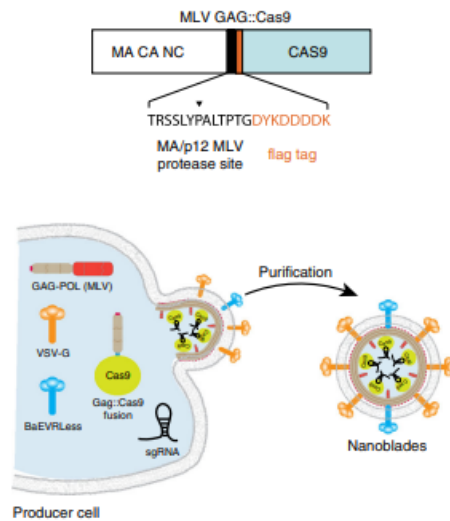 MLV GAG::Cas9
MA CA NC
CAS9
TRSSLYPALTPTGDYKDDDDK
MA/p12 MLV
protease site
flag tag
GAG-POL (MLV)
VSV-G
BaEVRLess
Cas9
Gag::Cas9
fusion
sgRNA
Producer cell
Purification
Nanoblades